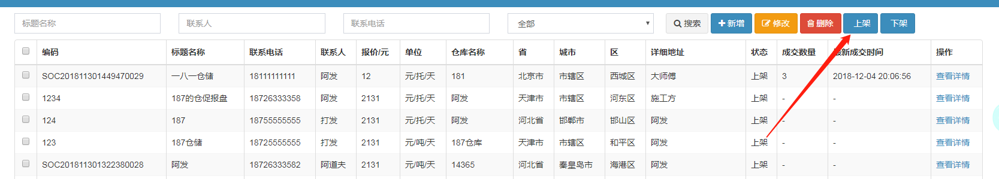 标题名称 联系人 联系电话 全部 搜索 新增 修改 删除 上架 下架
编码 标题名称 联系电话 联系人 报价/元 单位 仓库名称 省 城市 区 详细地址 状态 成交数量 最新成交时间 操作
SOC201811301449470029 一八一仓储 18111111111 阿发 12 元/托/天 181 北京市 市辖区 西城区 大师傅 上架 3 2018-12-04 20:06:56 查看详情
1234 187的仓促报盘 18726333358 阿发 2131 元/托/天 阿发 天津市 市辖区 河东区 施工方 上架 - - 查看详情
124 187 18755555555 打发 2131 元/托/天 阿发 河北省 邯郸市 邯山区 阿发 上架 - - 查看详情
123 187仓储 18725555555 打发 2131 元/吨/天 187仓库 天津市 市辖区 和平区 阿发 上架 - - 查看详情
SOC201811301322380028 阿发 18726333582 阿道夫 2131 元/吨/天 14365 河北省 秦皇岛市 海港区 阿发 上架 - - 查看详情